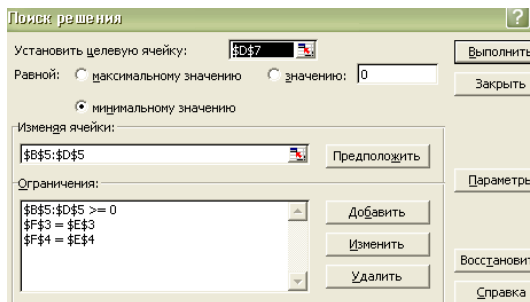 Поиск решения ?
Установить целевую ячейку: $D$7 Выполнить
Равной: максимальному значению значению: 0 Закрыть
минимальному значению
Изменяя ячейки:
$B$5:$D$5 Предположить
Ограничения: Параметры
$B$5:$D$5 >= 0 Добавить
$F$3 = $E$3
$F$4 = $E$4 Изменить
Восстановит
Удалить
Справка